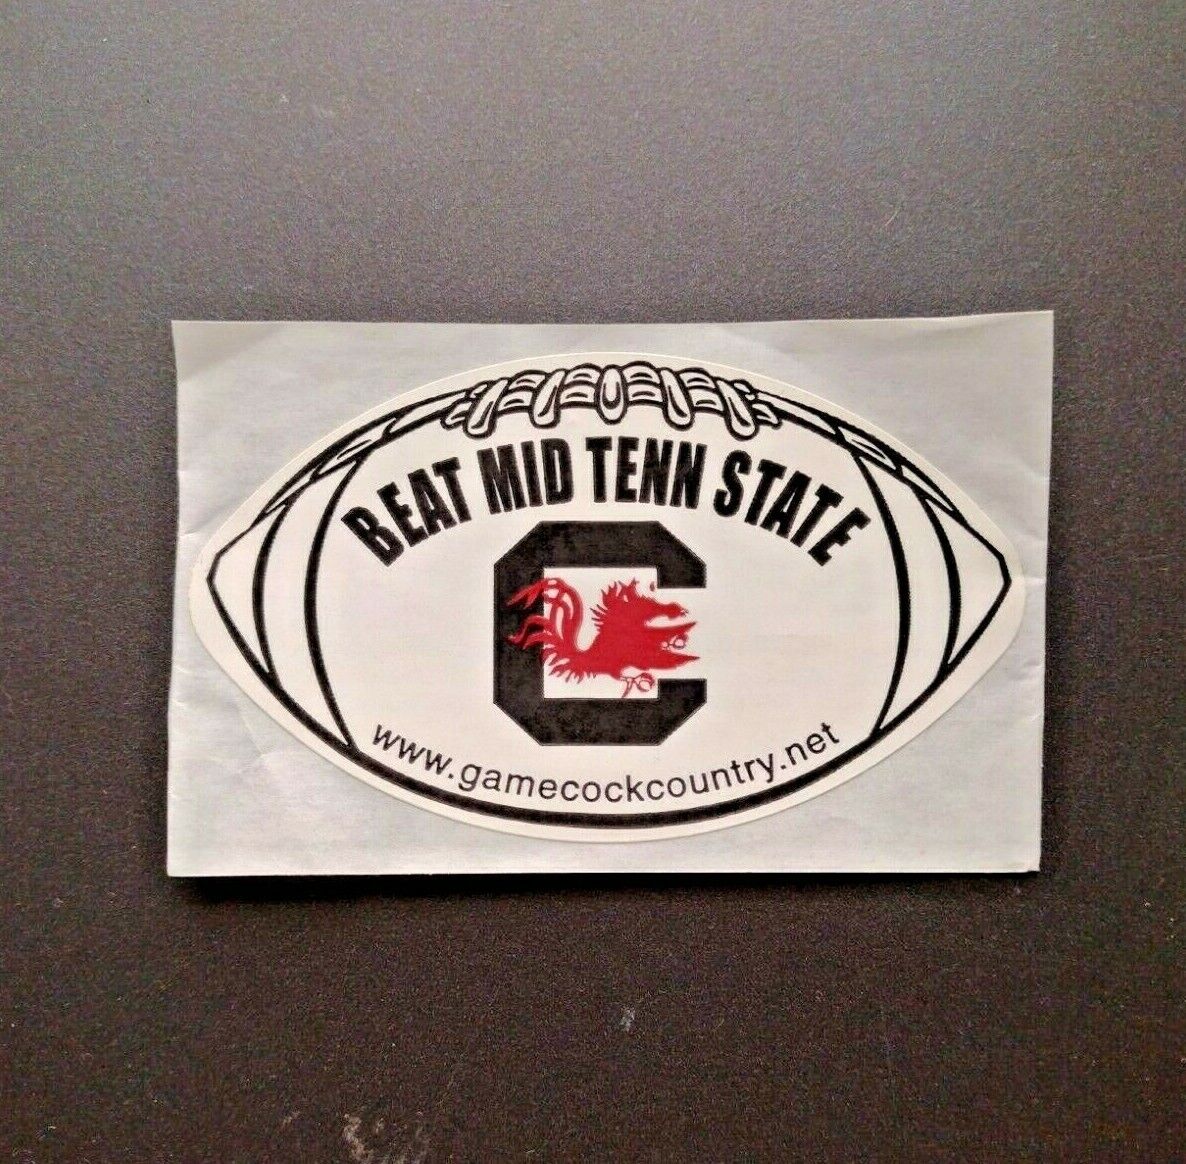 BEAT MID TENN STATE
C
www.gamecockcountry.net